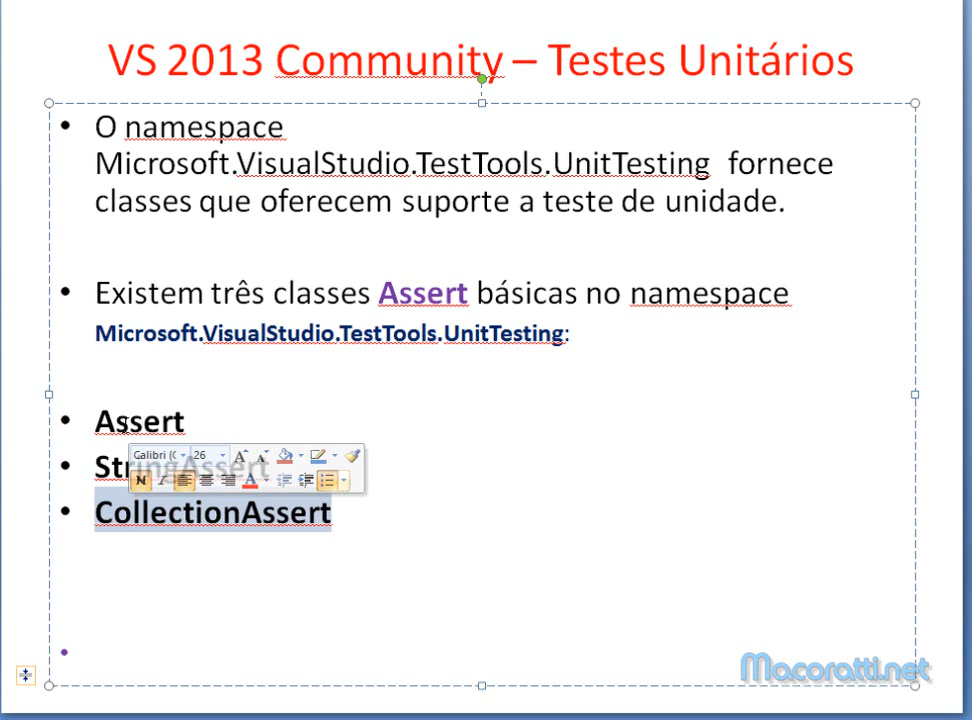 VS 2013 Community – Testes Unitários
• O namespace
Microsoft.VisualStudio.TestTools.UnitTesting fornece
classes que oferecem suporte a teste de unidade.
• Existem três classes Assert básicas no namespace
Microsoft.VisualStudio.TestTools.UnitTesting:
• Assert
Calibri (C 26 A A
• StringAssert
N I A
• CollectionAssert
•
Macoratti.net